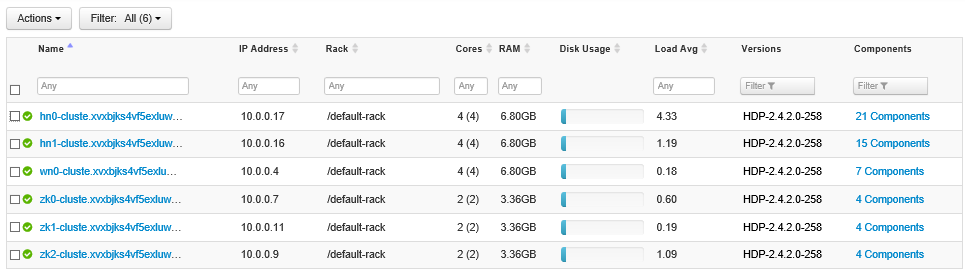 Actions Filter: All (6)
Name IP Address Rack Cores RAM Disk Usage Load Avg Versions Components
Any Any Any Any Any Any Filter Filter
hn0-cluste.xvxbjks4vf5exluw… 10.0.0.17 /default-rack 4 (4) 6.80GB 4.33 HDP-2.4.2.0-258 21 Components
hn1-cluste.xvxbjks4vf5exluw… 10.0.0.16 /default-rack 4 (4) 6.80GB 1.19 HDP-2.4.2.0-258 15 Components
wn0-cluste.xvxbjks4vf5exlu… 10.0.0.4 /default-rack 4 (4) 6.80GB 0.18 HDP-2.4.2.0-258 7 Components
zk0-cluste.xvxbjks4vf5exluw… 10.0.0.7 /default-rack 2 (2) 3.36GB 0.60 HDP-2.4.2.0-258 4 Components
zk1-cluste.xvxbjks4vf5exluw… 10.0.0.11 /default-rack 2 (2) 3.36GB 0.19 HDP-2.4.2.0-258 4 Components
zk2-cluste.xvxbjks4vf5exluw… 10.0.0.9 /default-rack 2 (2) 3.36GB 1.09 HDP-2.4.2.0-258 4 Components